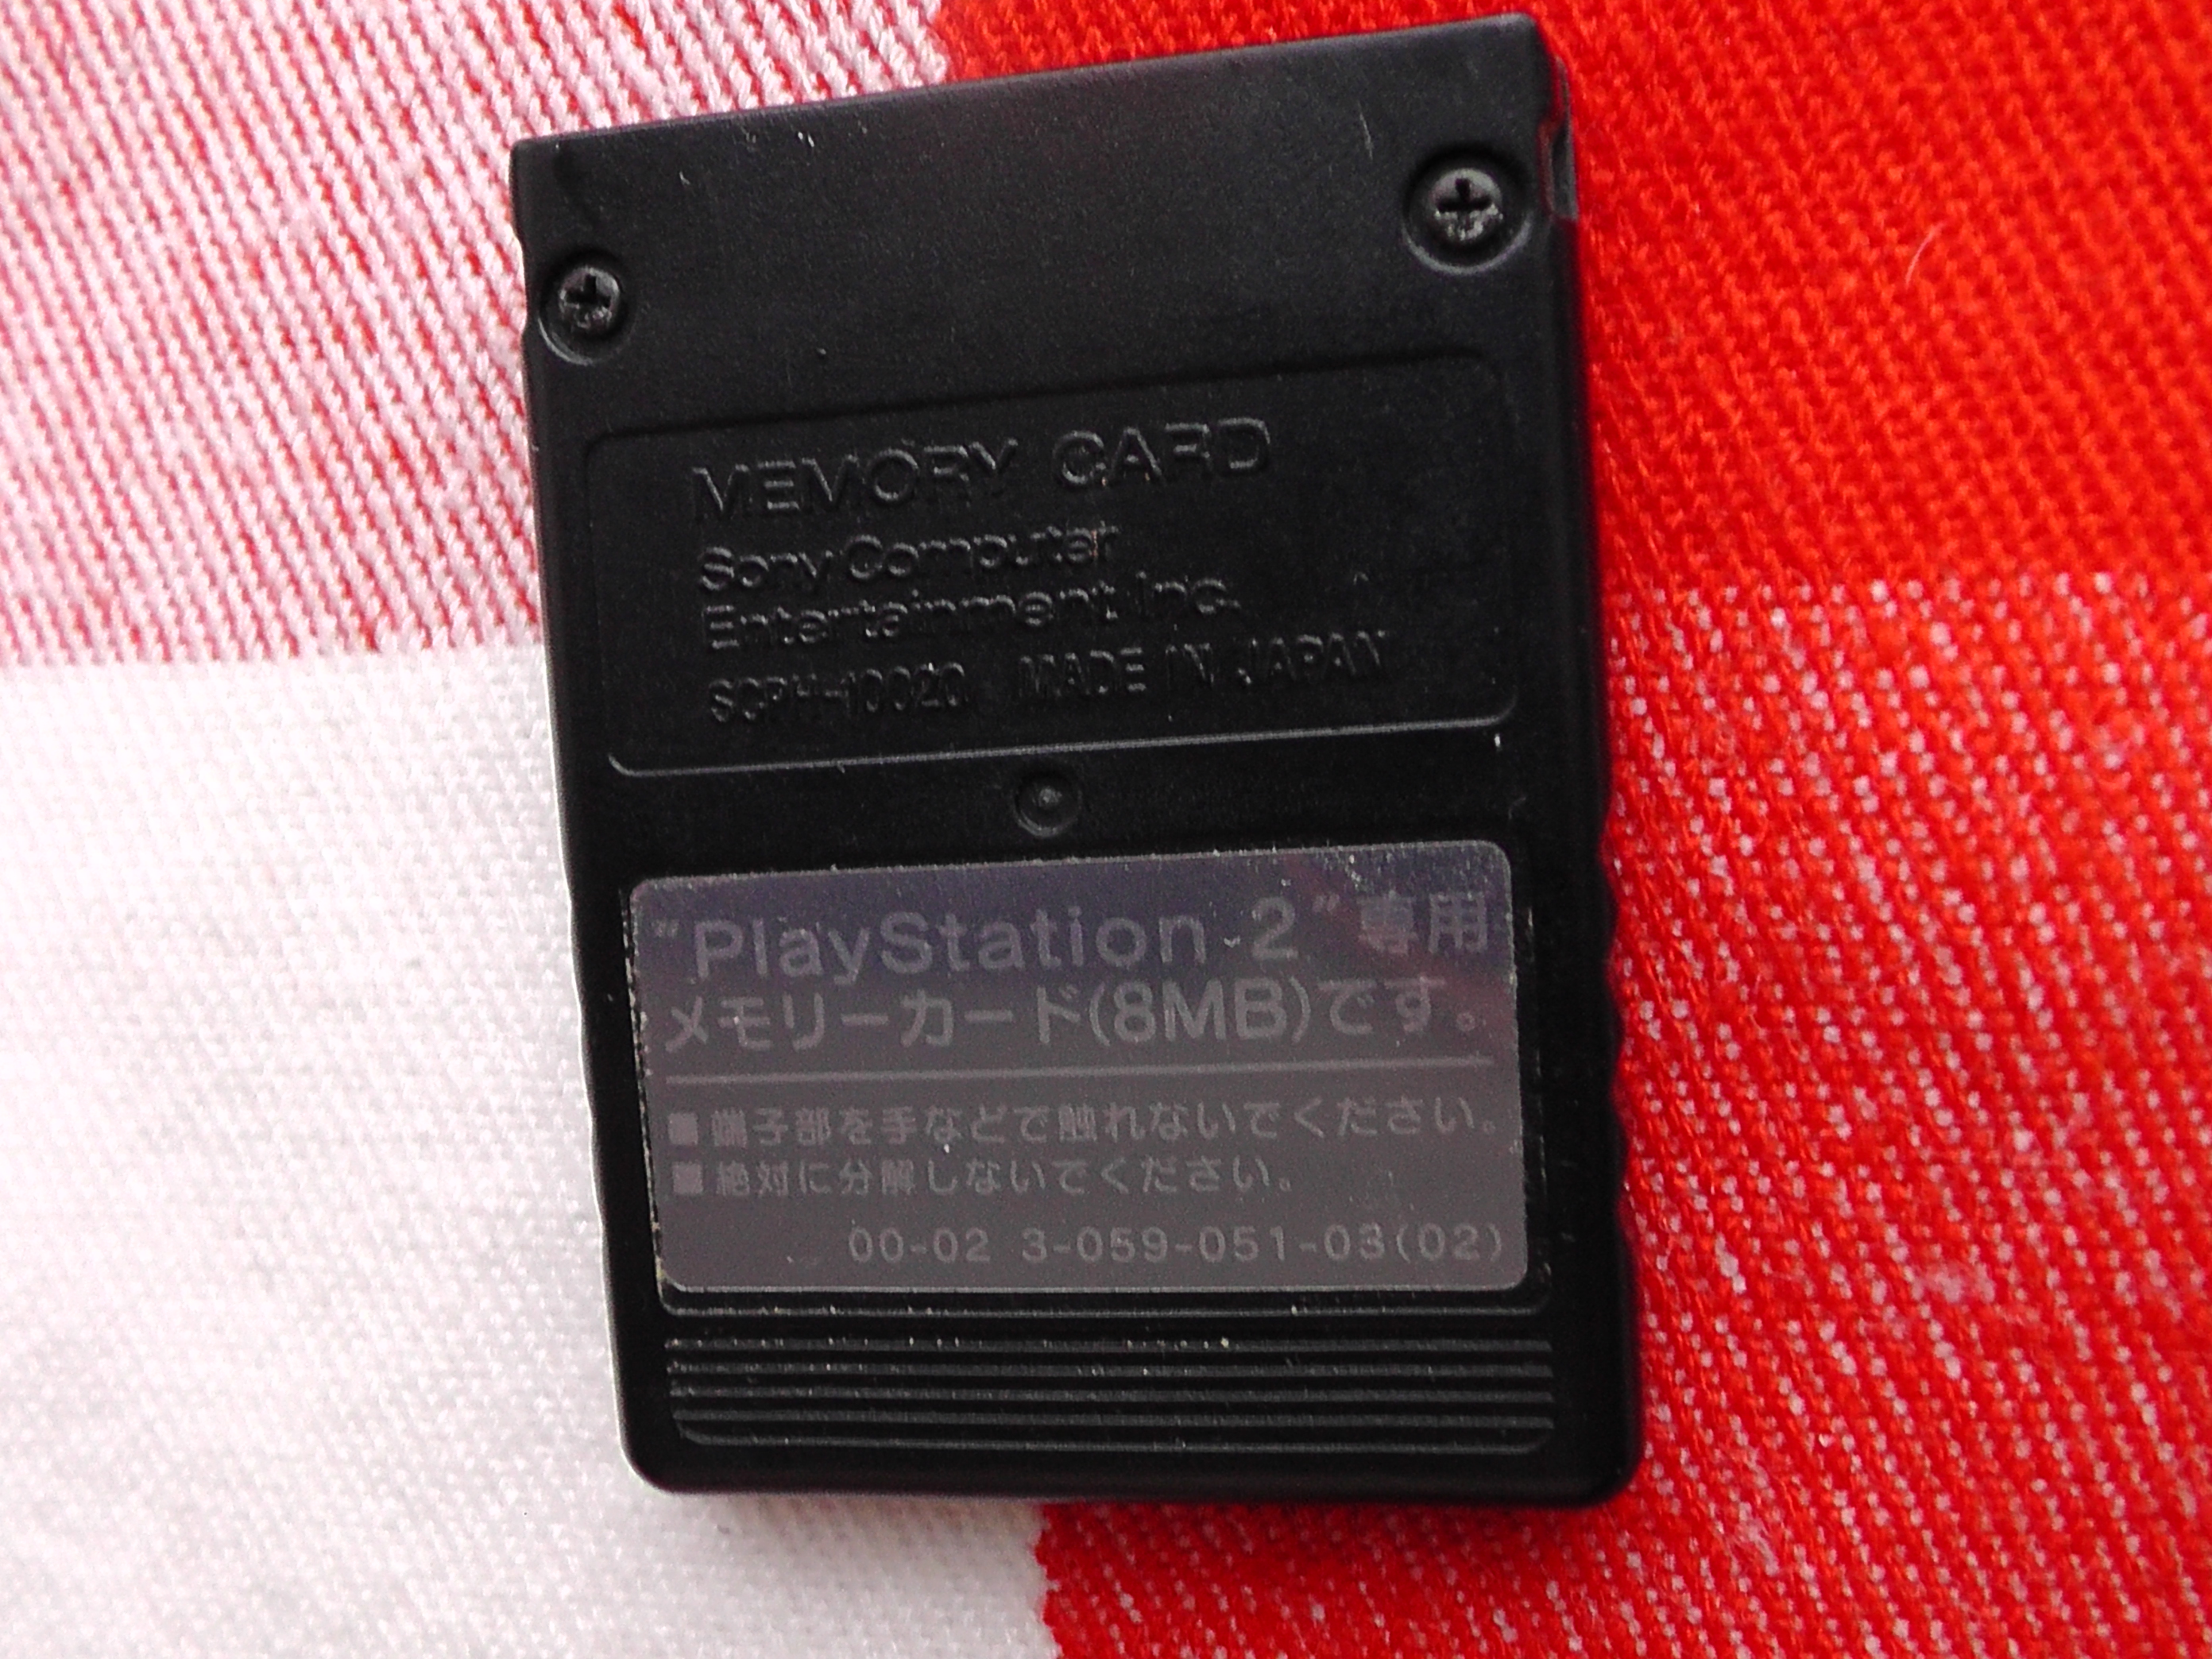 MEMORY CARD
Sony Computer
Entertainment Inc.
SCPH-10020 MADE IN JAPAN
"PlayStation 2"専用
メモリーカード(8MB)です。
■端子部を手などで触れないでください。
■絶対に分解しないでください。
00-02 3-059-051-03(02)